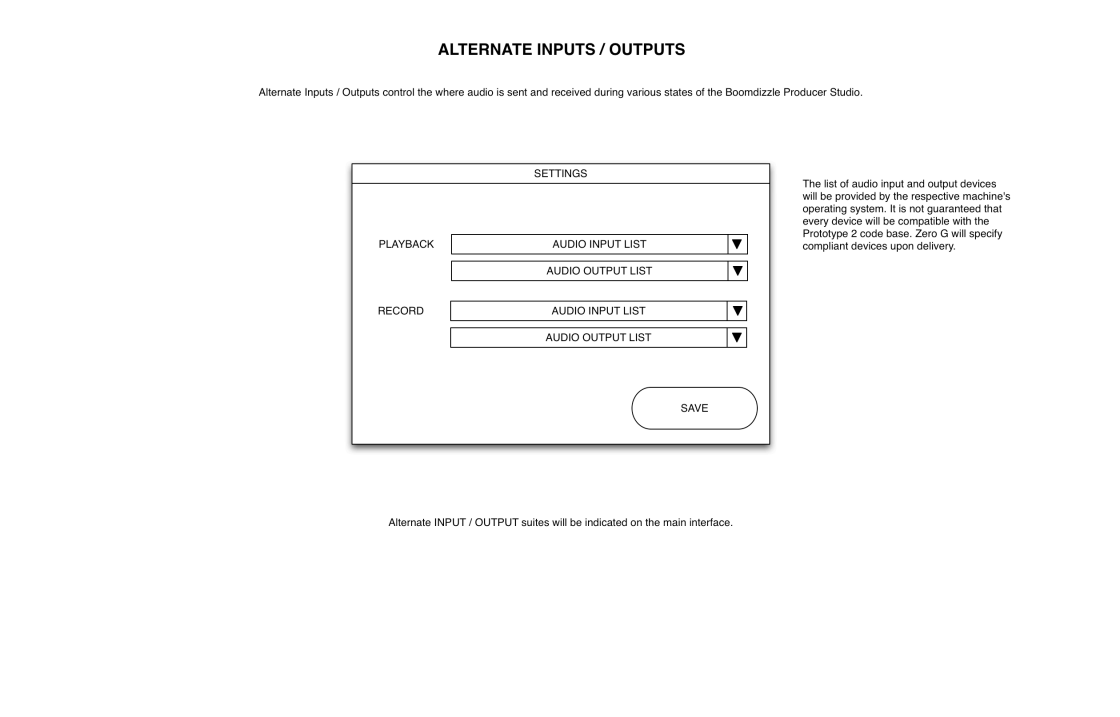 ALTERNATE INPUTS / OUTPUTS
Alternate Inputs / Outputs control the where audio is sent and received during various states of the Boomdizzle Producer Studio.
SETTINGS
The list of audio input and output devices
will be provided by the respective machine's
operating system. It is not guaranteed that
every device will be compatible with the
Prototype 2 code base. Zero G will specify
compliant devices upon delivery.
PLAYBACK
AUDIO INPUT LIST
AUDIO OUTPUT LIST
RECORD
AUDIO INPUT LIST
AUDIO OUTPUT LIST
SAVE
Alternate INPUT / OUTPUT suites will be indicated on the main interface.